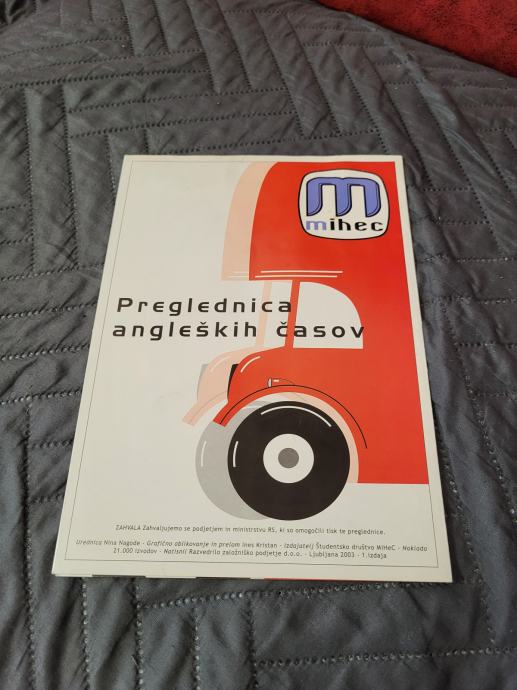 mihec
Preglednica
angleških časov
ZAHVALA Zahvaljujemo se podjetjem in ministrstvu RS, ki so omogočili tisk te preglednice.
Urednica Nina Nagode - Grafično oblikovanje in prelom Ines Kristan - Izdajatelj Študentsko društvo MiHeC - Naklada
21.000 izvodov - Natisnil Razvedrilo založniško podjetje d.o.o. - Ljubljana 2003 - 1.izdaja